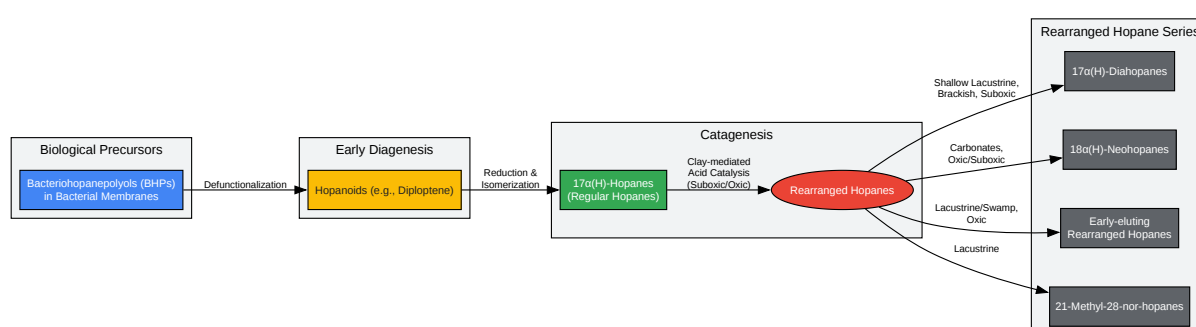 Biological Precursors
Bacteriohopanepolyols (BHPs)
in Bacterial Membranes
Defunctionalization
Early Diagenesis
Hopanoids (e.g., Diploptene)
Reduction &
Isomerization
Catagenesis
17α(H)-Hopanes
(Regular Hopanes)
Clay-mediated
Acid Catalysis
(Suboxic/Oxic)
Rearranged Hopanes
Shallow Lacustrine,
Brackish, Suboxic
Carbonates,
Oxic/Suboxic
Lacustrine/Swamp,
Oxic
Lacustrine
Rearranged Hopane Series
17α(H)-Diahopanes
18α(H)-Neohopanes
Early-eluting
Rearranged Hopanes
21-Methyl-28-nor-hopanes